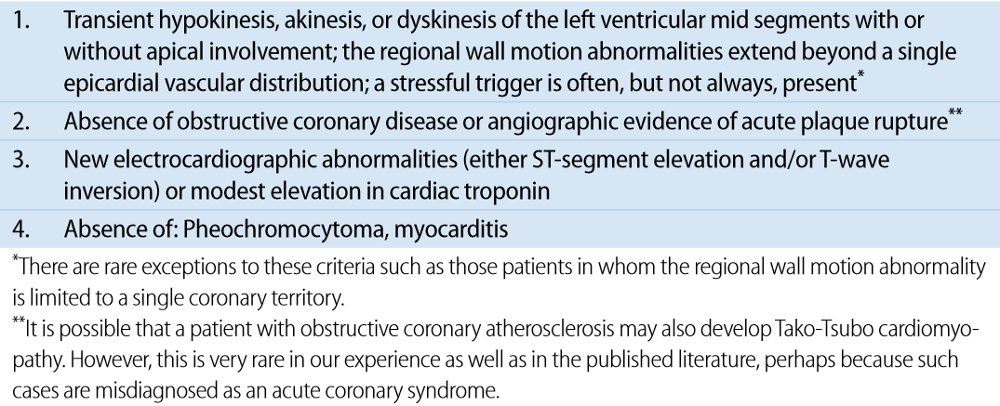 1. Transient hypokinesis, akinesis, or dyskinesis of the left ventricular mid segments with or
without apical involvement; the regional wall motion abnormalities extend beyond a single
epicardial vascular distribution; a stressful trigger is often, but not always, present*
2. Absence of obstructive coronary disease or angiographic evidence of acute plaque rupture**
3. New electrocardiographic abnormalities (either ST-segment elevation and/or T-wave
inversion) or modest elevation in cardiac troponin
4. Absence of: Pheochromocytoma, myocarditis
*There are rare exceptions to these criteria such as those patients in whom the regional wall motion abnormality
is limited to a single coronary territory.
**It is possible that a patient with obstructive coronary atherosclerosis may also develop Tako-Tsubo cardiomyo-
pathy. However, this is very rare in our experience as well as in the published literature, perhaps because such
cases are misdiagnosed as an acute coronary syndrome.